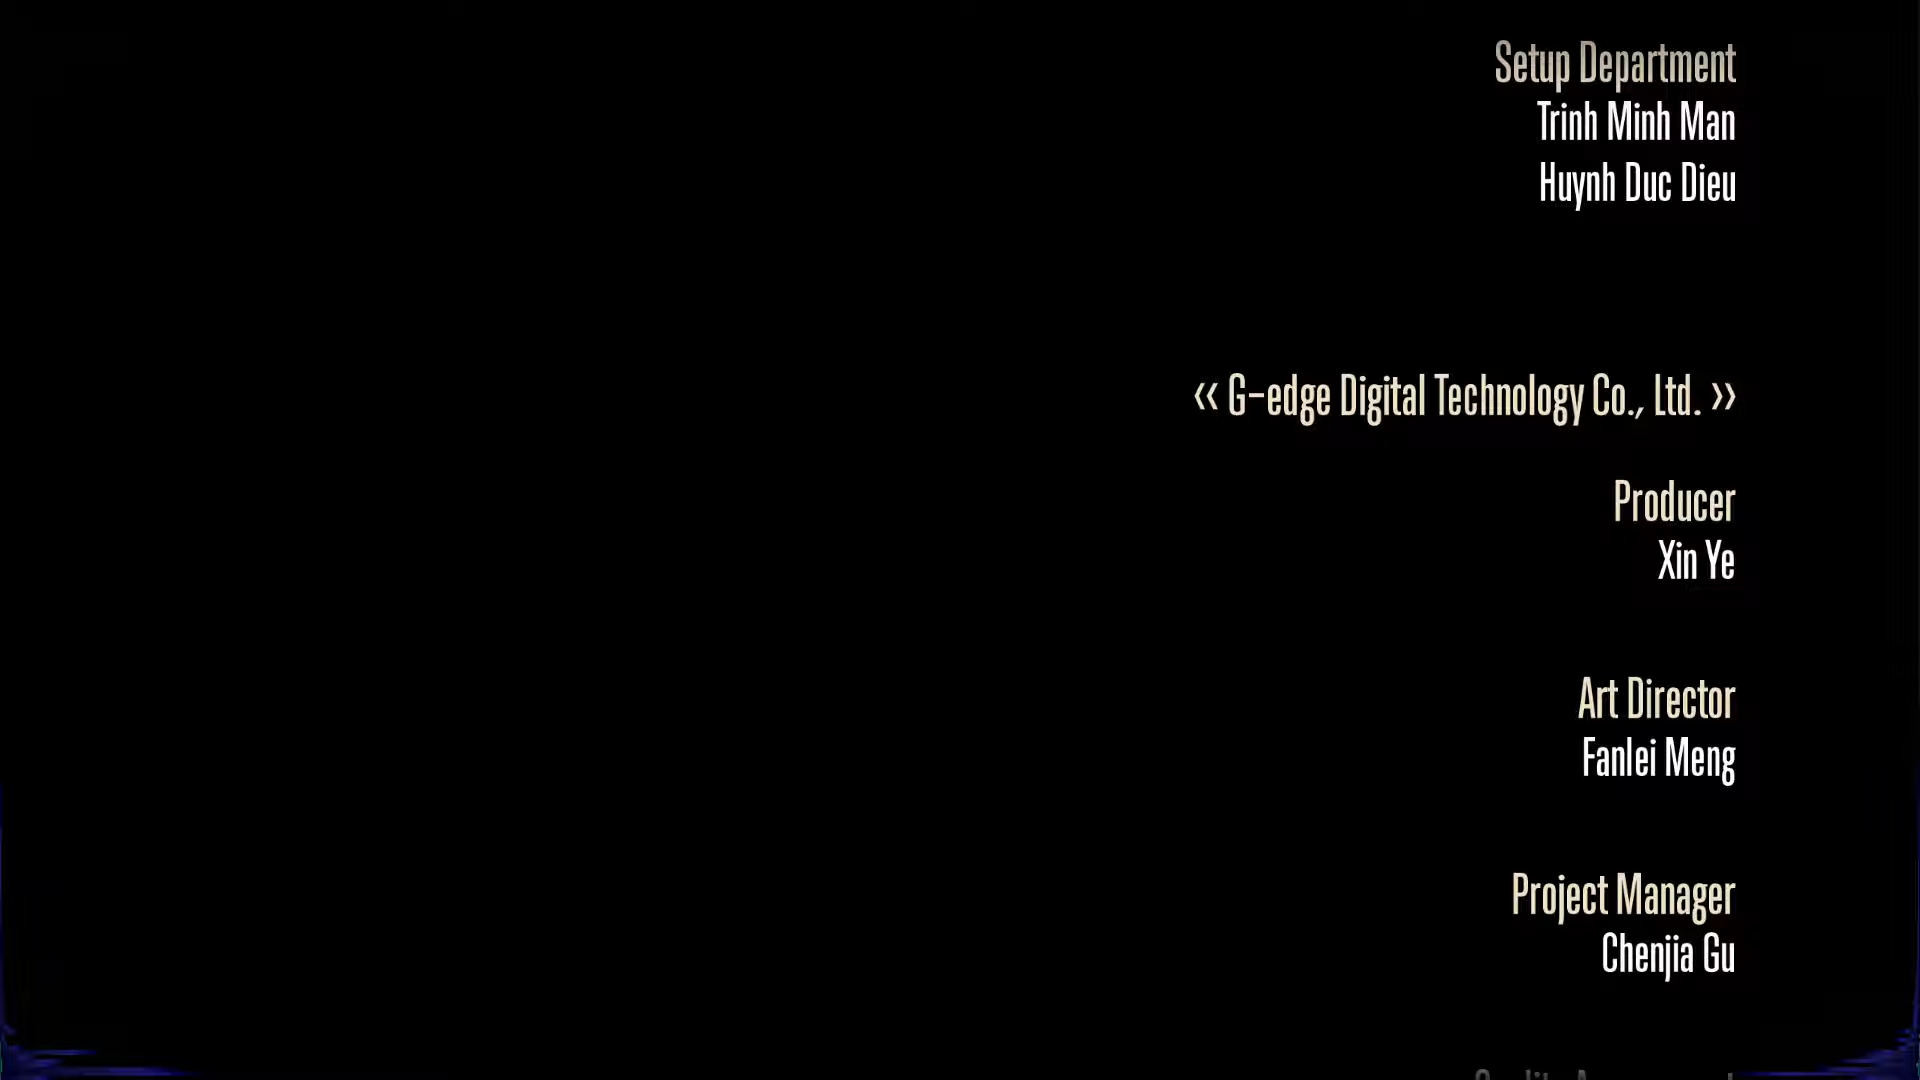 Setup Department
Trinh Minh Man
Huynh Duc Dieu
« G-edge Digital Technology Co., Ltd. »
Producer
Xin Ye
Art Director
Fanlei Meng
Project Manager
Chenjia Gu